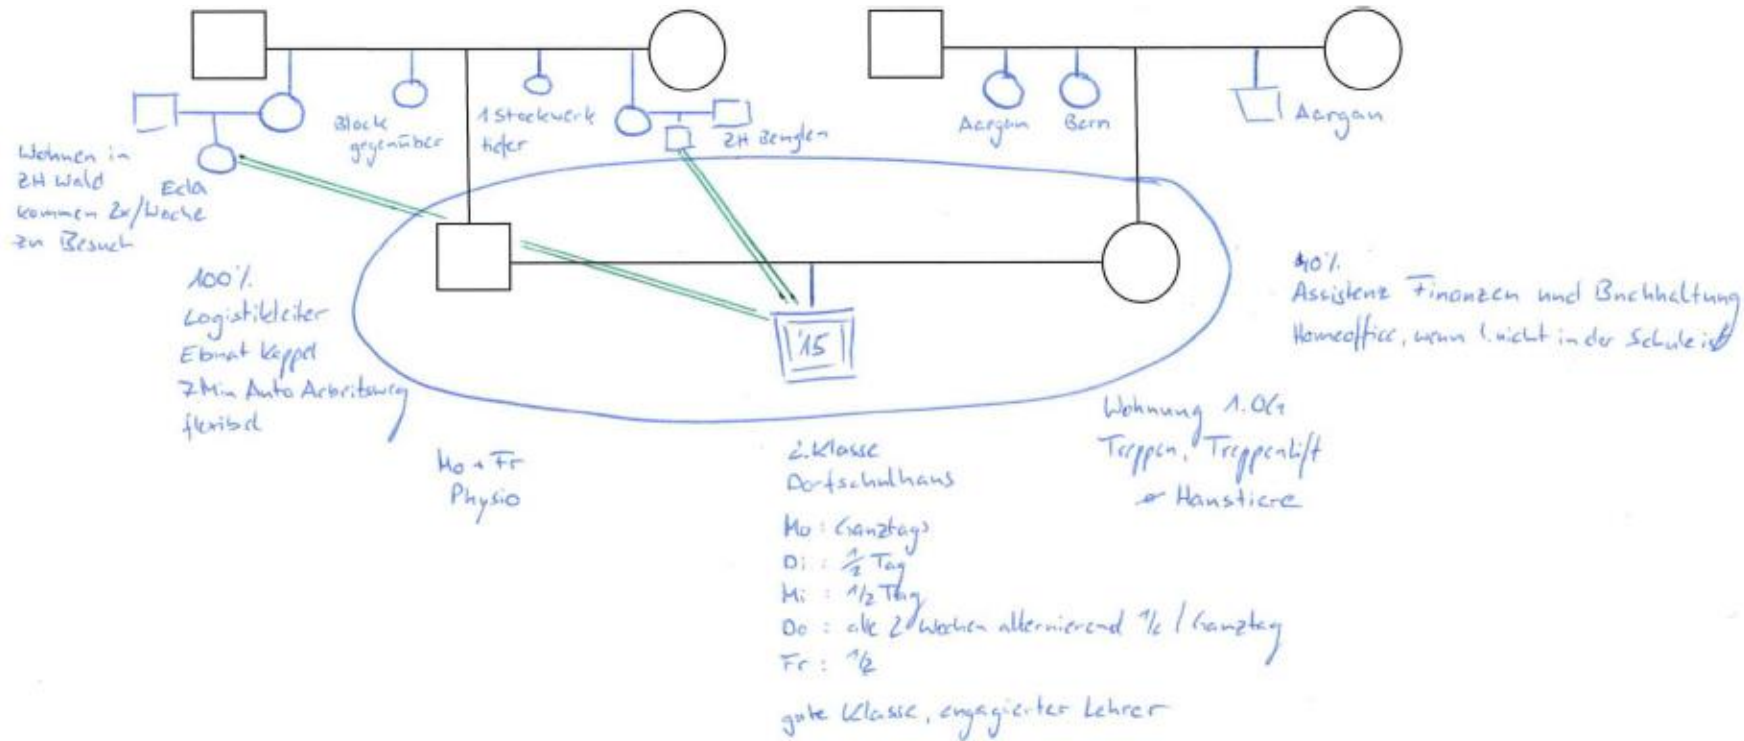 Block
gegenüber
1 Stockwerk
tiefer
ZH Benglen
Aargau
Bern
Aargau
Wohnen in
ZH Wald
Ecla
kommen 2x/Woche
zu Besuch
100%
Logistikleiter
Ebnat Kappel
7 Min Auto Arbeitsweg
flexibel
'15
40%
Assistenz Finanzen und Buchhaltung
Homeoffice, wenn L. nicht in der Schule ist
Wohnung 1.OG
Treppen, Treppenlift
Haustiere
Mo + Fr
Physio
2. Klasse
Dorfschulhaus
Mo : Ganztags
Di : 1/2 Tag
Mi : 1/2 Tag
Do : alle 2 Wochen alternierend 1/2 / Ganztag
Fr : 1/2
gute Klasse, engagierter Lehrer